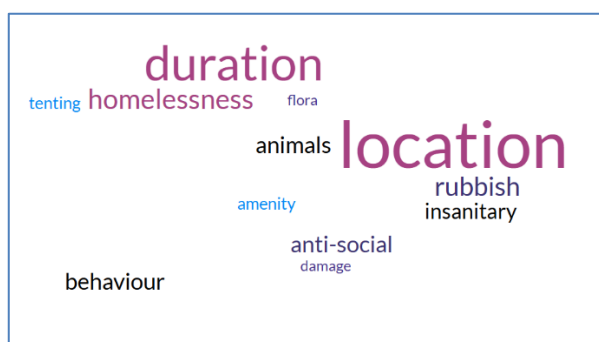 duration
tenting homelessness flora
animals location
rubbish
amenity insanitary
anti-social
damage
behaviour